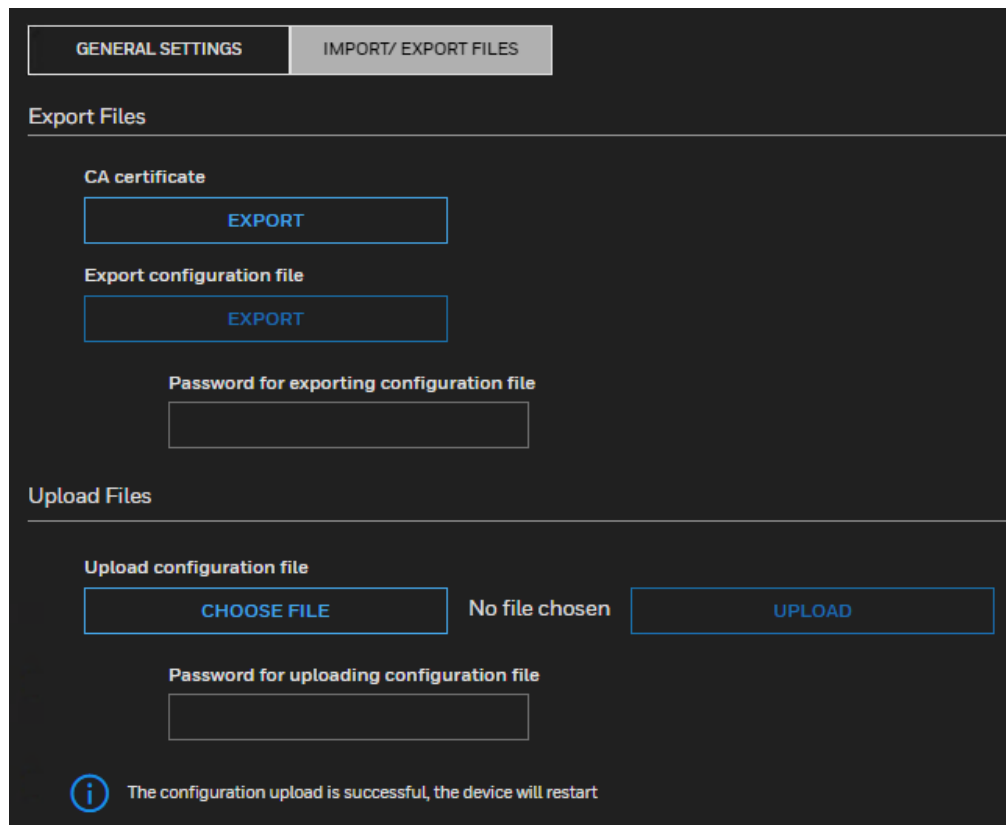 GENERAL SETTINGS
IMPORT/ EXPORT FILES
Export Files
CA certificate
EXPORT
Export configuration file
EXPORT
Password for exporting configuration file
Upload Files
Upload configuration file
CHOOSE FILE
No file chosen
UPLOAD
Password for uploading configuration file
The configuration upload is successful, the device will restart